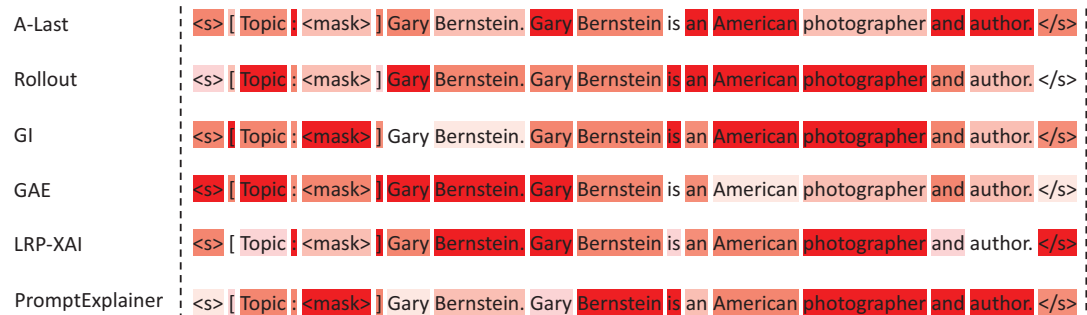 A-Last <s> [ Topic : <mask> ] Gary Bernstein. Gary Bernstein is an American photographer and author. </s>
Rollout <s> [ Topic : <mask> ] Gary Bernstein. Gary Bernstein is an American photographer and author. </s>
GI <s> [ Topic : <mask> ] Gary Bernstein. Gary Bernstein is an American photographer and author. </s>
GAE <s> [ Topic : <mask> ] Gary Bernstein. Gary Bernstein is an American photographer and author. </s>
LRP-XAI <s> [ Topic : <mask> ] Gary Bernstein. Gary Bernstein is an American photographer and author. </s>
PromptExplainer <s> [ Topic : <mask> ] Gary Bernstein. Gary Bernstein is an American photographer and author. </s>